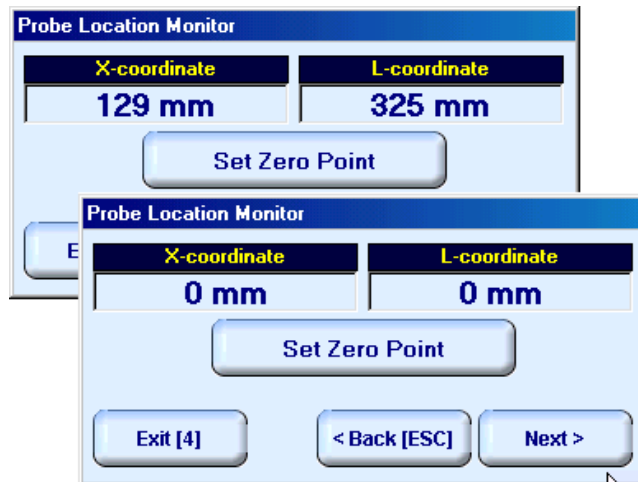 Probe Location Monitor
X-coordinate L-coordinate
129 mm 325 mm
Set Zero Point
E
Probe Location Monitor
X-coordinate L-coordinate
0 mm 0 mm
Set Zero Point
Exit [4] < Back [ESC] Next >